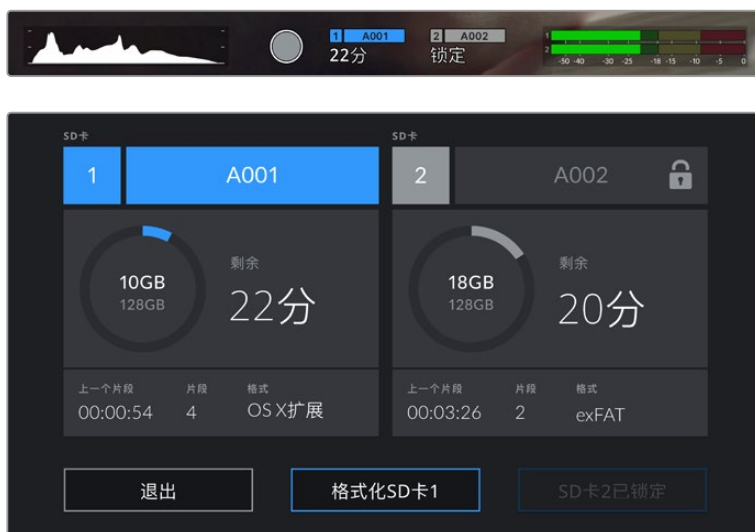 1 A001 2 A002
22分 锁定
1
2
-50 -40 -30 -25 -18 -15 -10 -5 0
SD卡 SD卡
1 A001 2 A002
10GB 剩余 18GB 剩余
128GB 22分 128GB 20分
上一个片段 片段 格式 上一个片段 片段 格式
00:00:54 4 OS X扩展 00:03:26 2 exFAT
退出 格式化SD卡1 SD卡2已锁定